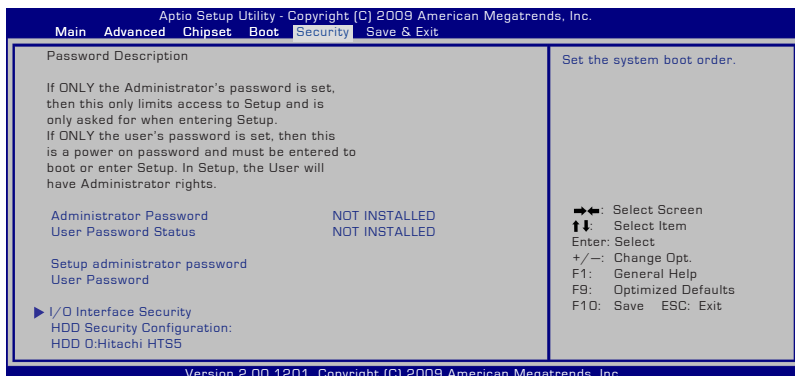 Aptio Setup Utility - Copyright (C) 2009 American Megatrends, Inc.
Main Advanced Chipset Boot Security Save & Exit
Password Description
If ONLY the Administrator's password is set,
then this only limits access to Setup and is
only asked for when entering Setup.
If ONLY the user's password is set, then this
is a power on password and must be entered to
boot or enter Setup. In Setup, the User will
have Administrator rights.
Administrator Password NOT INSTALLED
User Password Status NOT INSTALLED
Setup administrator password
User Password
I/O Interface Security
HDD Security Configuration:
HDD 0:Hitachi HTS5
Set the system boot order.
→←: Select Screen
↑↓: Select Item
Enter: Select
+/—: Change Opt.
F1: General Help
F9: Optimized Defaults
F10: Save ESC: Exit
Version 2.00.1201. Copyright (C) 2009 American Megatrends, Inc.